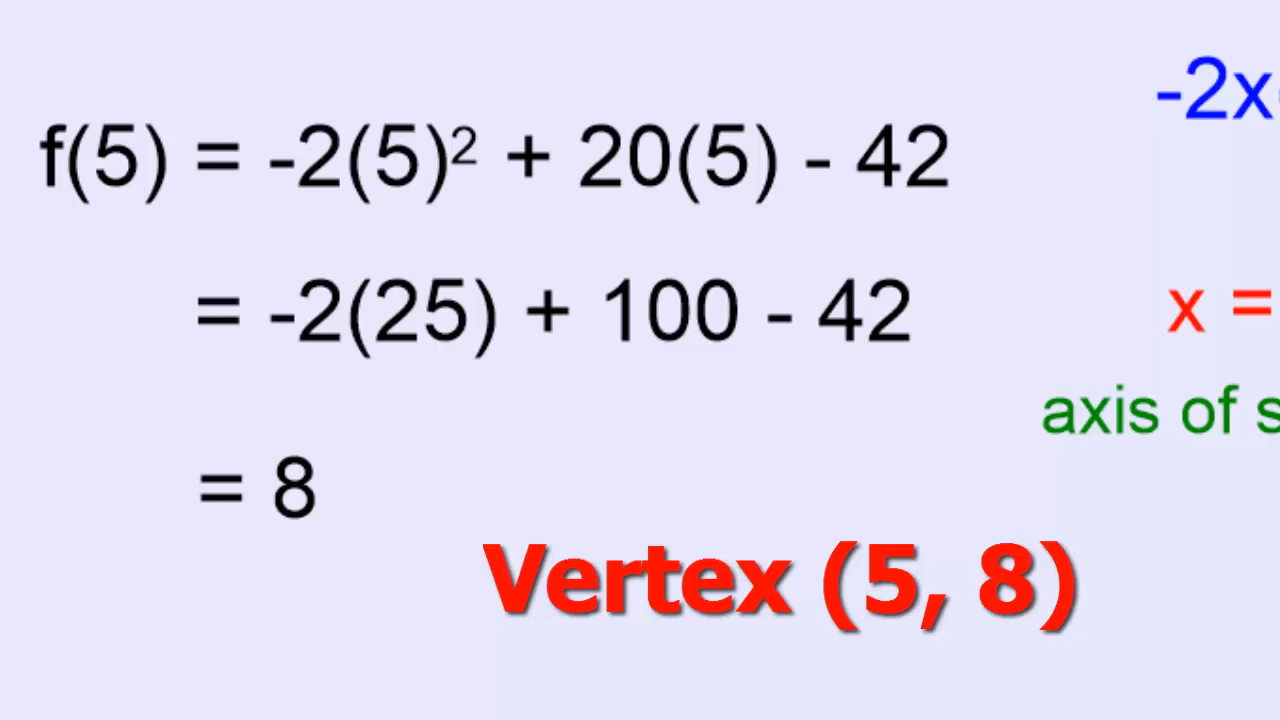 f(5) = -2(5)² + 20(5) - 42
-2x
= -2(25) + 100 - 42
x =
axis of s
= 8
Vertex (5, 8)